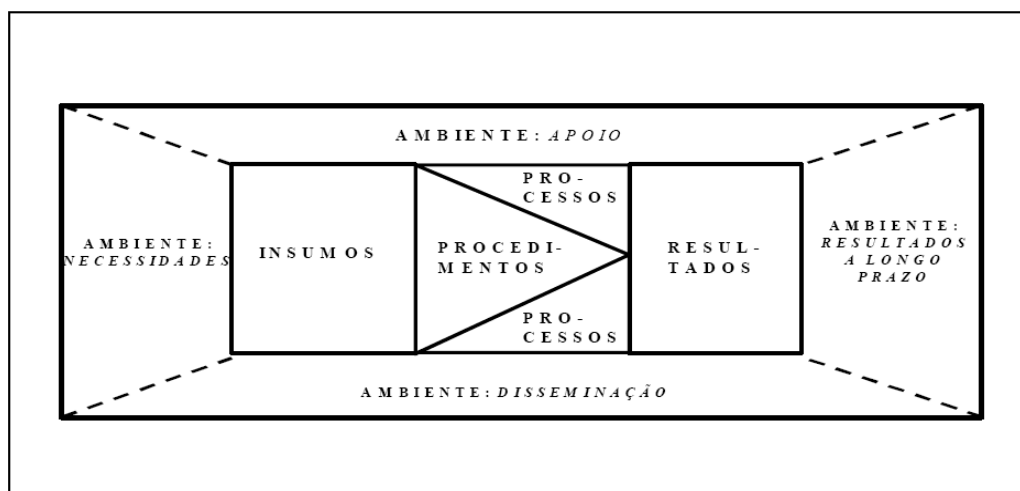 AMBIENTE: APOIO
AMBIENTE:
NECESSIDADES
INSUMOS
PRO-
CESSOS
PROCEDI-
MENTOS
PRO-
CESSOS
RESUL-
TADOS
AMBIENTE:
RESULTADOS
A LONGO
PRAZO
AMBIENTE: DISSEMINAÇÃO